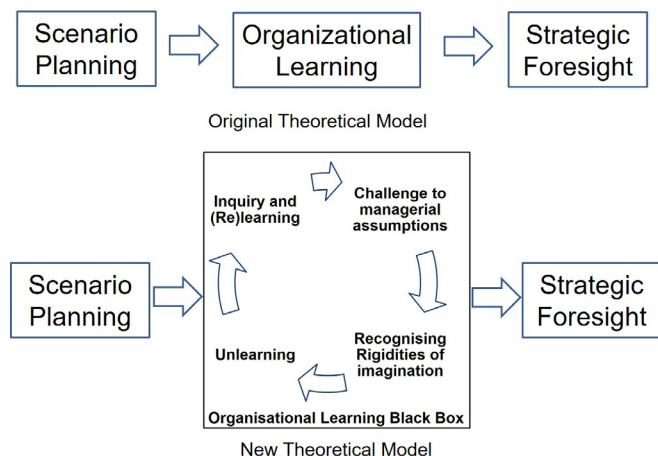 Scenario
Planning
Organizational
Learning
Strategic
Foresight
Original Theoretical Model
Inquiry and
(Re)learning
Challenge to
managerial
assumptions
Scenario
Planning
Strategic
Foresight
Unlearning
Recognising
Rigidities of
imagination
Organisational Learning Black Box
New Theoretical Model